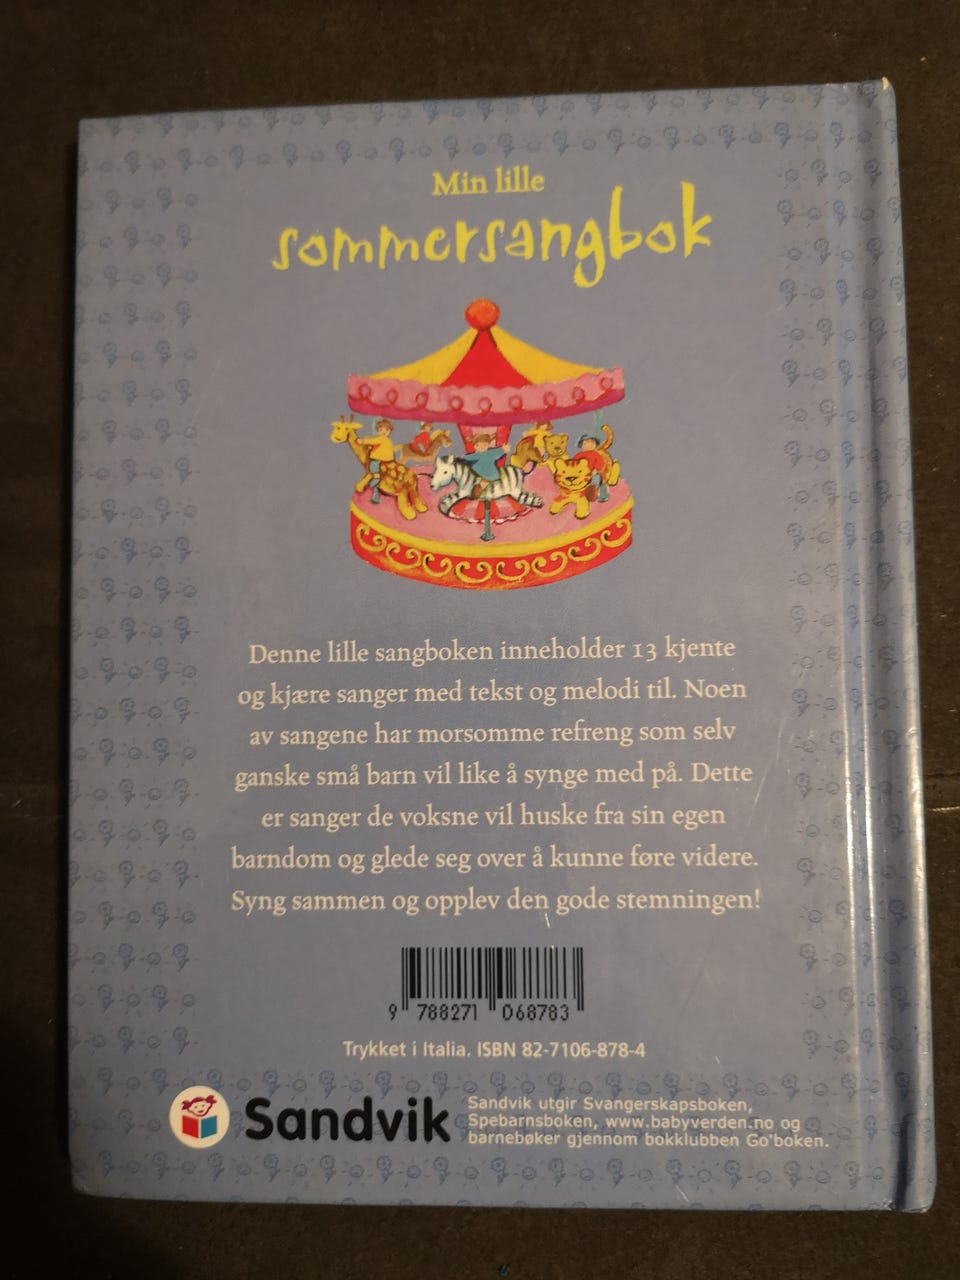 Min lille
sommersangbok
Denne lille sangboken inneholder 13 kjente
og kjære sanger med tekst og melodi til. Noen
av sangene har morsomme refreng som selv
ganske små barn vil like å synge med på. Dette
er sanger de voksne vil huske fra sin egen
barndom og glede seg over å kunne føre videre.
Syng sammen og opplev den gode stemningen!
9 788271 068783
Trykket i Italia. ISBN 82-7106-878-4
Sandvik
Sandvik utgir Svangerskapsboken,
Spebarnsboken, www.babyverden.no og
barnebøker gjennom bokklubben Go'boken.